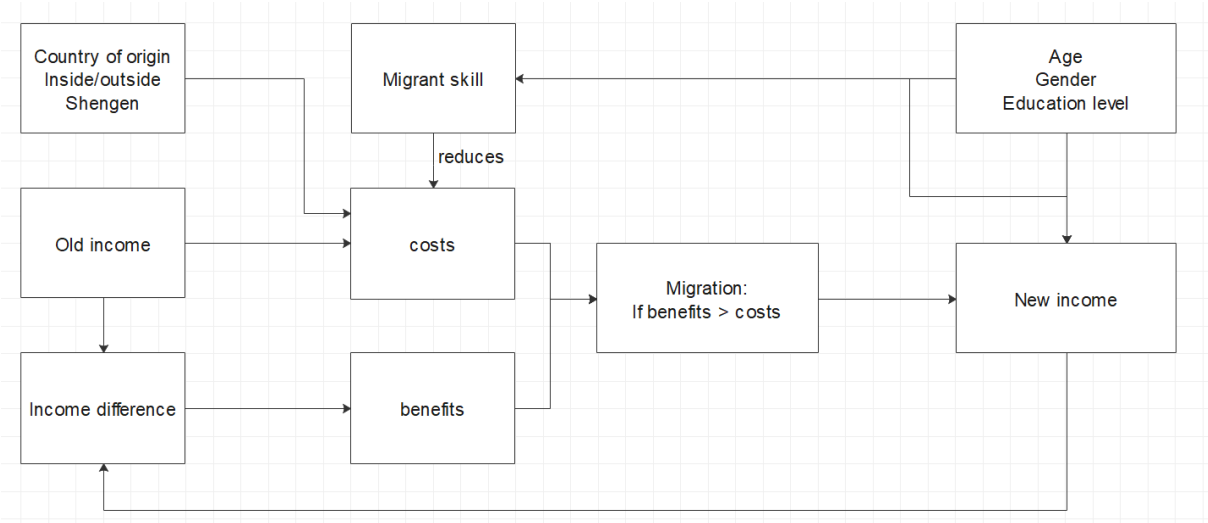 Country of origin
Inside/outside
Shengen
Migrant skill
Age
Gender
Education level
reduces
Old income
costs
Migration:
If benefits > costs
New income
Income difference
benefits